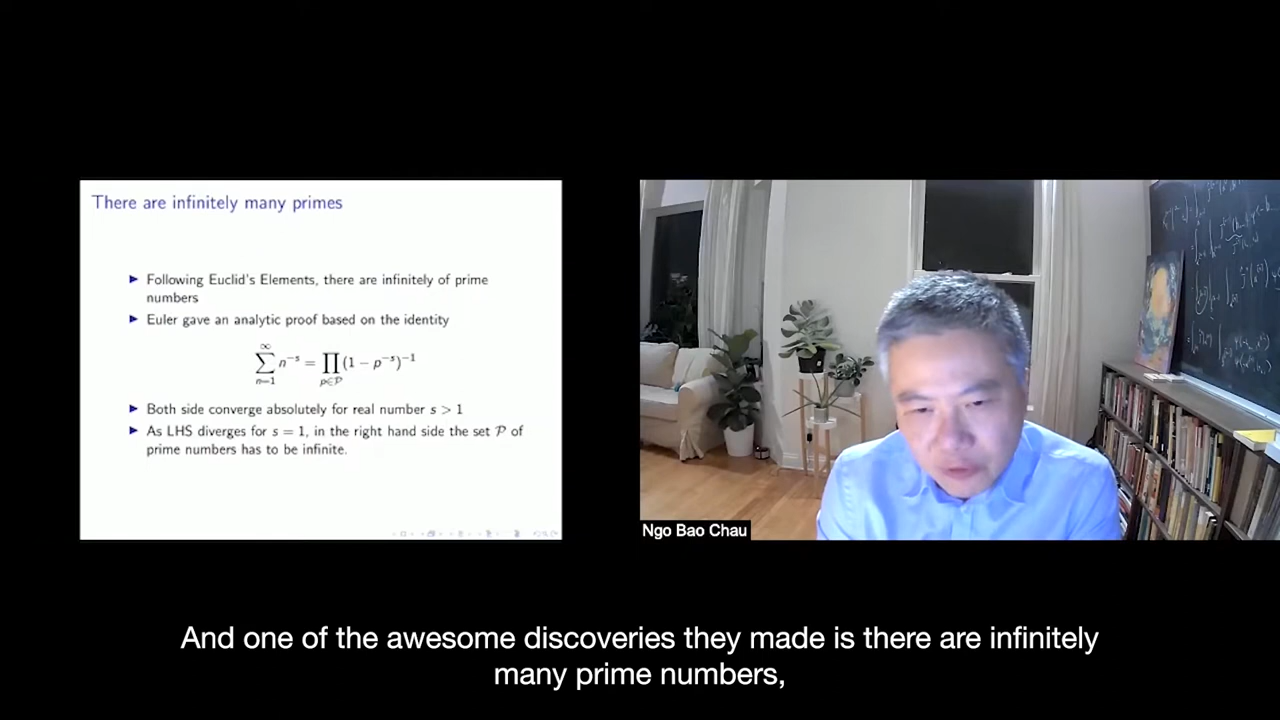 There are infinitely many primes
▶ Following Euclid's Elements, there are infinitely of prime
numbers
▶ Euler gave an analytic proof based on the identity
∞
∑ n⁻ˢ = ∏ (1 − p⁻ˢ)⁻¹
n=1 p∈𝒫
▶ Both side converge absolutely for real number s > 1
▶ As LHS diverges for s = 1, in the right hand side the set 𝒫 of
prime numbers has to be infinite.
Ngo Bao Chau
And one of the awesome discoveries they made is there are infinitely
many prime numbers,